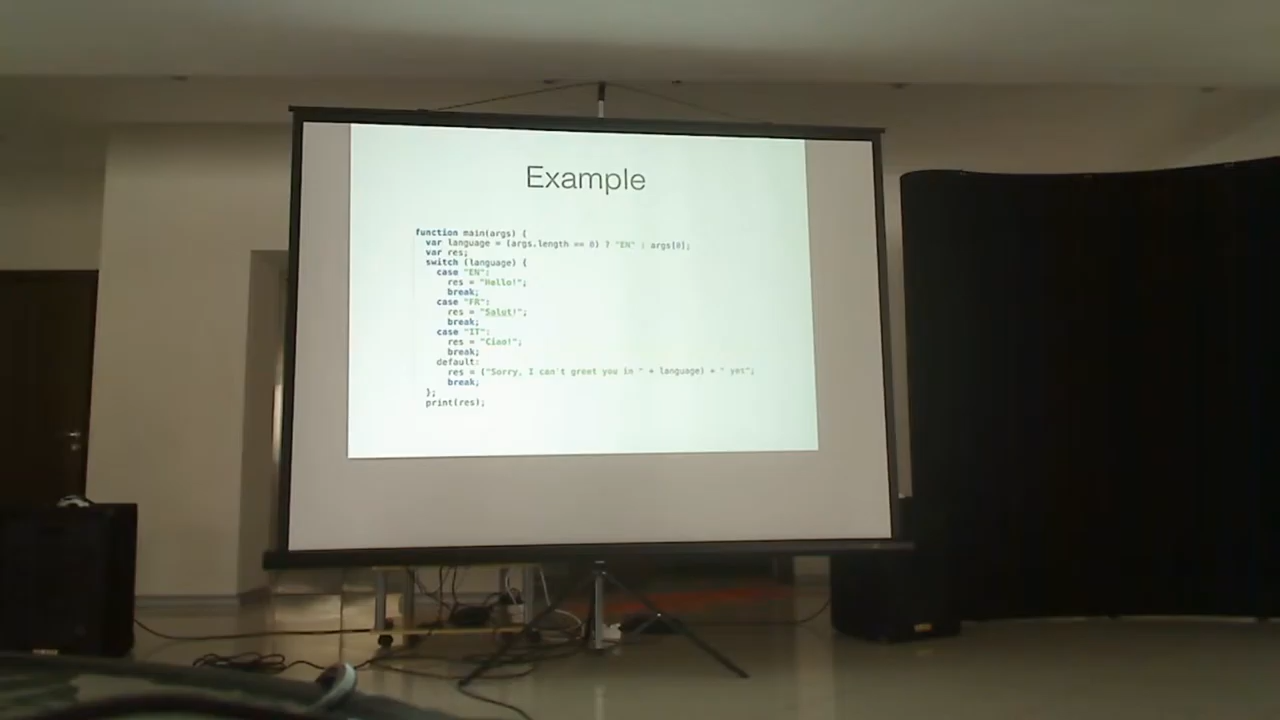 Example
function main(args) {
var language = (args.length == 0) ? "EN" : args[0];
var res;
switch (language) {
case "EN":
res = "Hello!";
break;
case "FR":
res = "Salut!";
break;
case "IT":
res = "Ciao!";
break;
default:
res = ("Sorry, I can't greet you in " + language) + " yet";
break;
};
print(res);